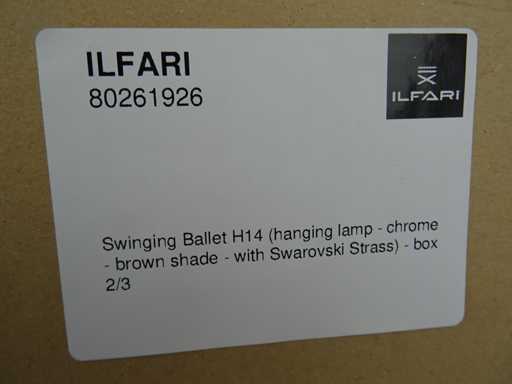 ILFARI
80261926
ILFARI
Swinging Ballet H14 (hanging lamp - chrome
- brown shade - with Swarovski Strass) - box
2/3